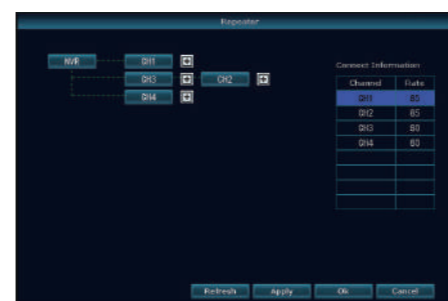 Repeater
NVR CH1
CH3 CH2
CH4
Connect Information
Channel Rate
CH1 85
CH2 85
CH3 80
CH4 80
Refresh Apply Ok Cancel